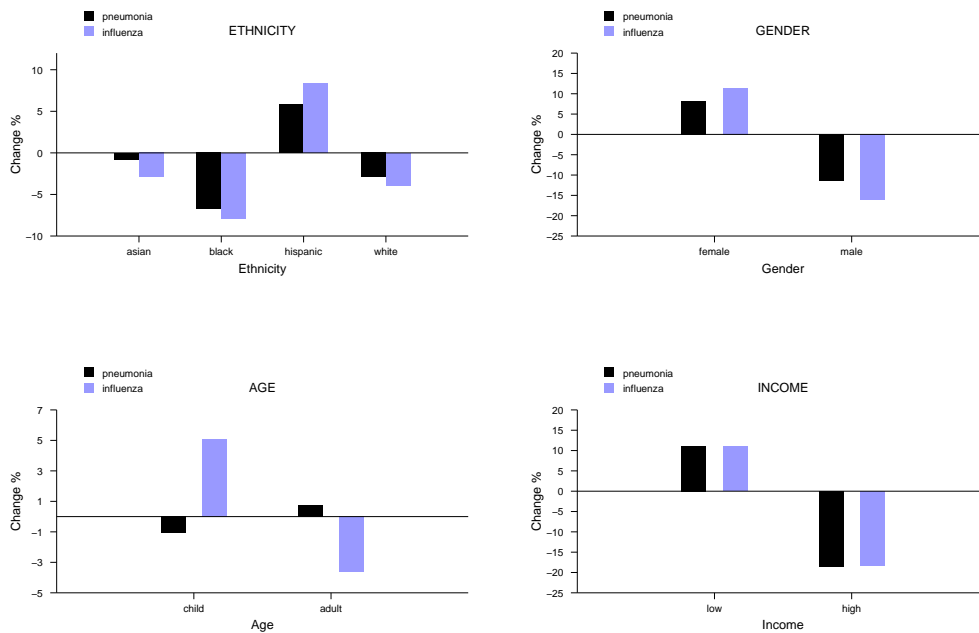 pneumonia
influenza
ETHNICITY
Change %
10
5
0
−5
−10
asian black hispanic white
Ethnicity
pneumonia
influenza
GENDER
Change %
20
15
10
5
0
−5
−10
−15
−20
−25
female male
Gender
pneumonia
influenza
AGE
Change %
7
5
3
1
−1
−3
−5
child adult
Age
pneumonia
influenza
INCOME
Change %
20
15
10
5
0
−5
−10
−15
−20
−25
low high
Income